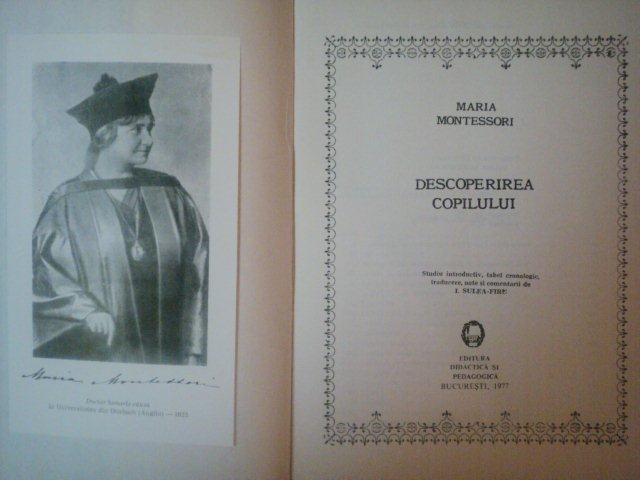 Maria Montessori
Doctor honoris causa
la Universitatea din Durham (Anglia) — 1923
MARIA
MONTESSORI
DESCOPERIREA
COPILULUI
Studiu introductiv, tabel cronologic,
traducere, note si comentarii de
I. SULEA-FIRU
EDITURA
DIDACTICĂ ȘI
PEDAGOGICĂ
BUCUREȘTI, 1977